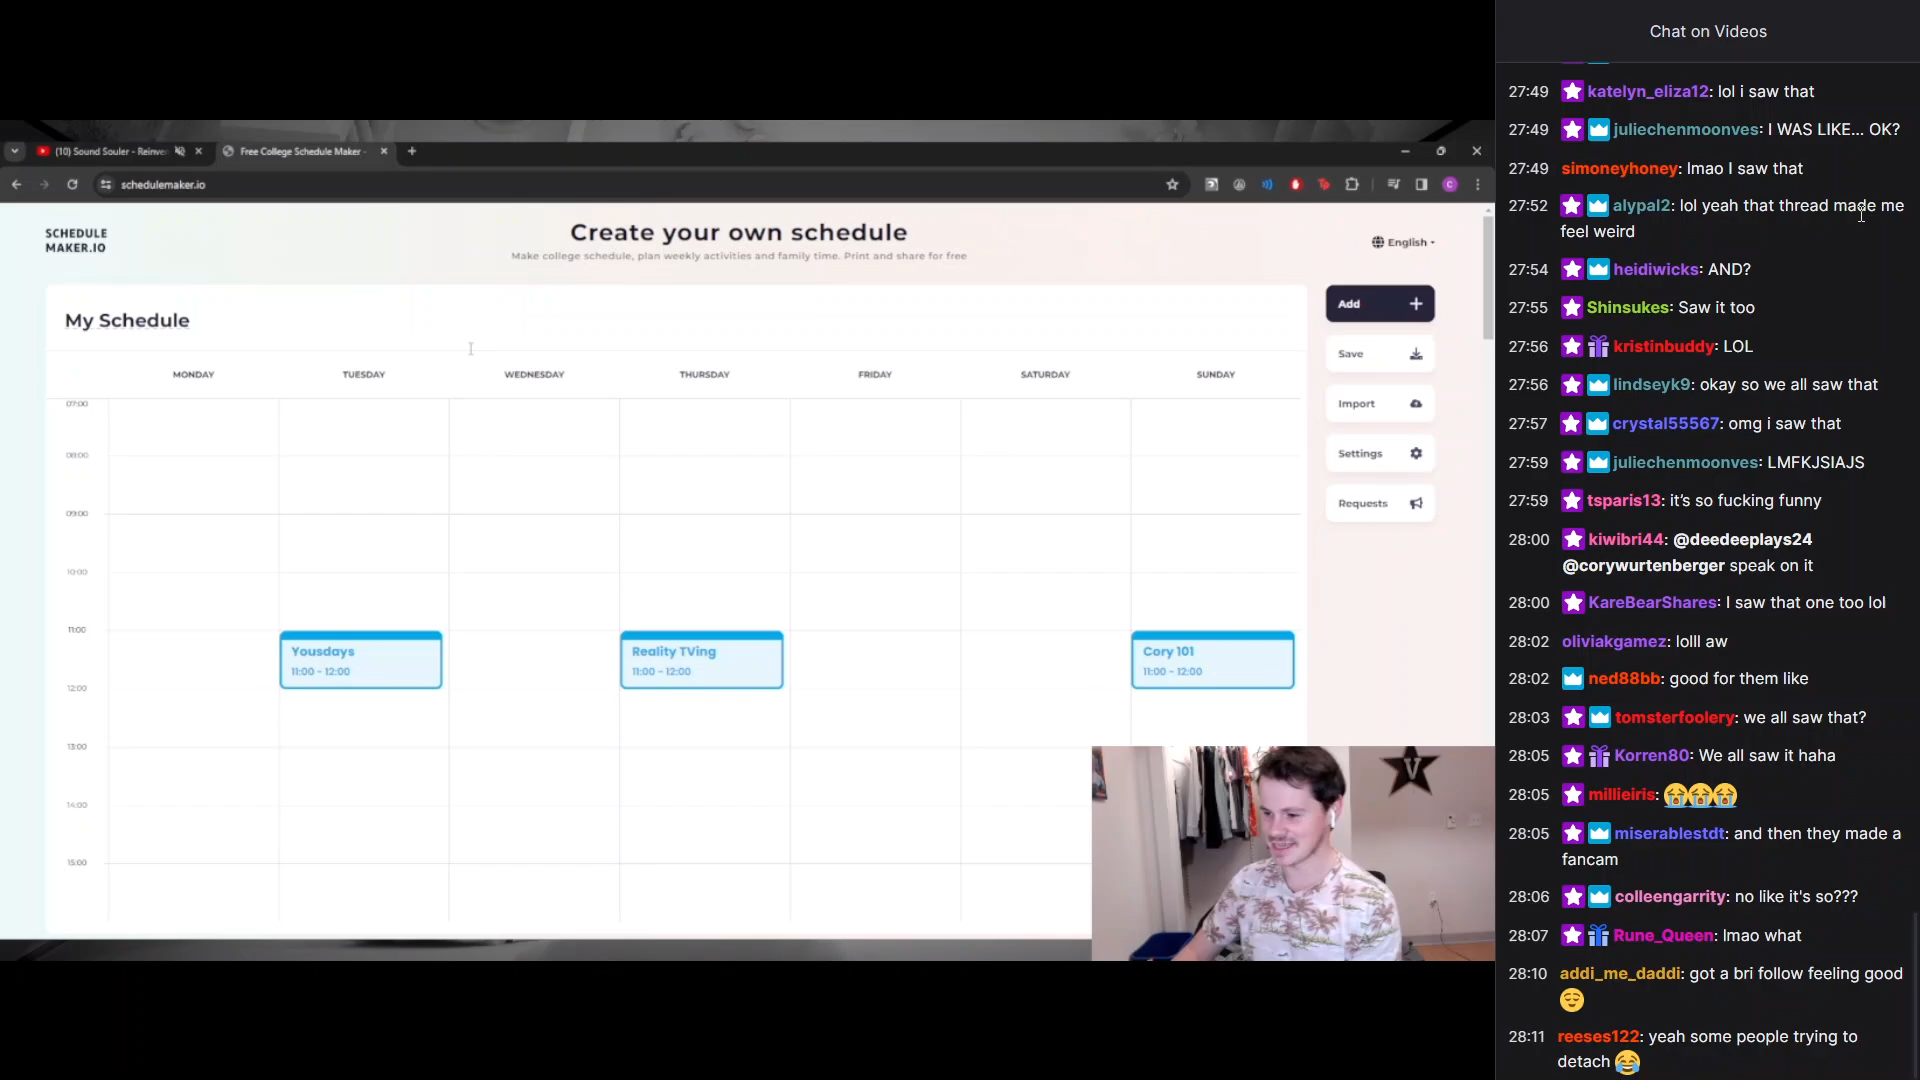 Chat on Videos
(10) Sound Souler - Reinve
Free College Schedule Maker -
schedulemaker.io
SCHEDULE
MAKER.IO
Create your own schedule
Make college schedule, plan weekly activities and family time. Print and share for free
English
My Schedule
Add
Save
Import
Settings
Requests
MONDAY TUESDAY WEDNESDAY THURSDAY FRIDAY SATURDAY SUNDAY
07:00
08:00
09:00
10:00
11:00
Yousdays
11:00 - 12:00
Reality TVing
11:00 - 12:00
Cory 101
11:00 - 12:00
12:00
13:00
14:00
15:00
V
27:49 katelyn_eliza12: lol i saw that
27:49 juliechenmoonves: I WAS LIKE... OK?
27:49 simoneyhoney: lmao I saw that
27:52 alypal2: lol yeah that thread made me
feel weird
27:54 heidiwicks: AND?
27:55 Shinsukes: Saw it too
27:56 kristinbuddy: LOL
27:56 lindseyk9: okay so we all saw that
27:57 crystal55567: omg i saw that
27:59 juliechenmoonves: LMFKJSIAJS
27:59 tsparis13: it's so fucking funny
28:00 kiwibri44: @deedeeplays24
@corywurtenberger speak on it
28:00 KareBearShares: I saw that one too lol
28:02 oliviakgamez: lolll aw
28:02 ned88bb: good for them like
28:03 tomsterfoolery: we all saw that?
28:05 Korren80: We all saw it haha
28:05 millieiris: 😭😭😭
28:05 miserablestdt: and then they made a
fancam
28:06 colleengarrity: no like it's so???
28:07 Rune_Queen: lmao what
28:10 addi_me_daddi: got a bri follow feeling good
😌
28:11 reeses122: yeah some people trying to
detach 😂